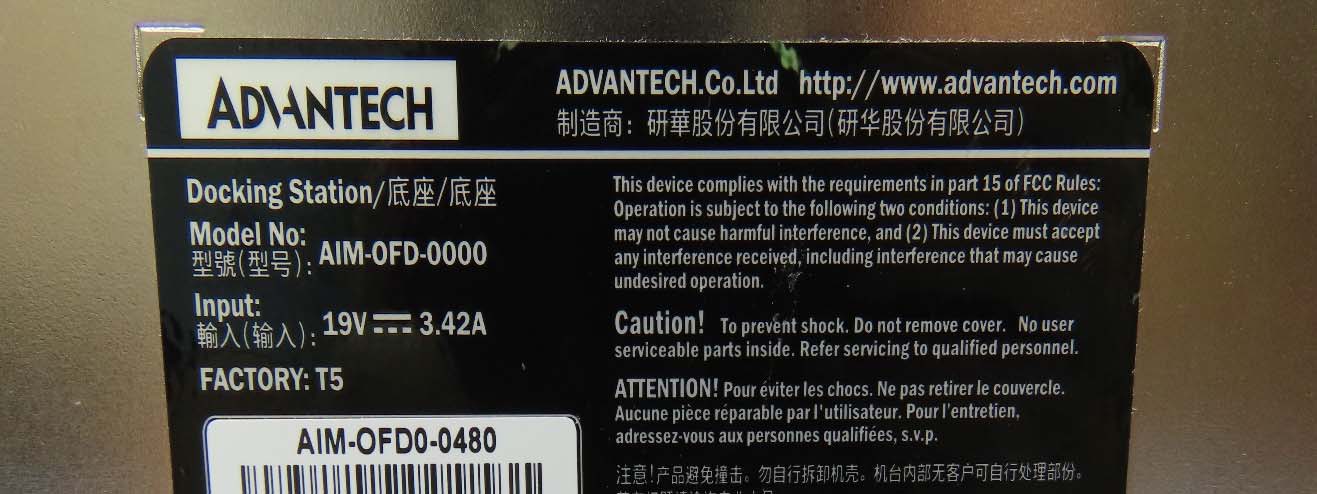 ADVANTECH
ADVANTECH.Co.Ltd http://www.advantech.com
制造商: 研華股份有限公司(研华股份有限公司)
Docking Station/底座/底座
Model No:
型號(型号): AIM-OFD-0000
Input:
輸入(输入): 19V ⎓ 3.42A
FACTORY: T5
AIM-OFD0-0480
This device complies with the requirements in part 15 of FCC Rules:
Operation is subject to the following two conditions: (1) This device
may not cause harmful interference, and (2) This device must accept
any interference received, including interference that may cause
undesired operation.
Caution! To prevent shock. Do not remove cover. No user
serviceable parts inside. Refer servicing to qualified personnel.
ATTENTION! Pour éviter les chocs. Ne pas retirer le couvercle.
Aucune pièce réparable par l'utilisateur. Pour l'entretien,
adressez-vous aux personnes qualifiées, s.v.p.
注意!产品避免撞击。勿自行拆卸机壳。机台内部无客户可自行处理部份。